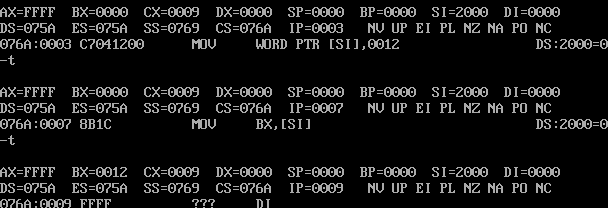 AX=FFFF BX=0000 CX=0009 DX=0000 SP=0000 BP=0000 SI=2000 DI=0000
DS=075A ES=075A SS=0769 CS=076A IP=0003 NV UP EI PL NZ NA PO NC
076A:0003 C7041200 MOV WORD PTR [SI],0012 DS:2000=0
-t
AX=FFFF BX=0000 CX=0009 DX=0000 SP=0000 BP=0000 SI=2000 DI=0000
DS=075A ES=075A SS=0769 CS=076A IP=0007 NV UP EI PL NZ NA PO NC
076A:0007 8B1C MOV BX,[SI] DS:2000=0
-t
AX=FFFF BX=0012 CX=0009 DX=0000 SP=0000 BP=0000 SI=2000 DI=0000
DS=075A ES=075A SS=0769 CS=076A IP=0009 NV UP EI PL NZ NA PO NC
076A:0009 FFFF ??? DI